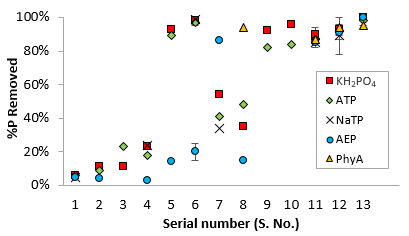 100%
80%
60%
40%
20%
0%
%P Removed
KH₂PO₄
ATP
NaTP
AEP
PhyA
1 2 3 4 5 6 7 8 9 10 11 12 13
Serial number (S. No.)